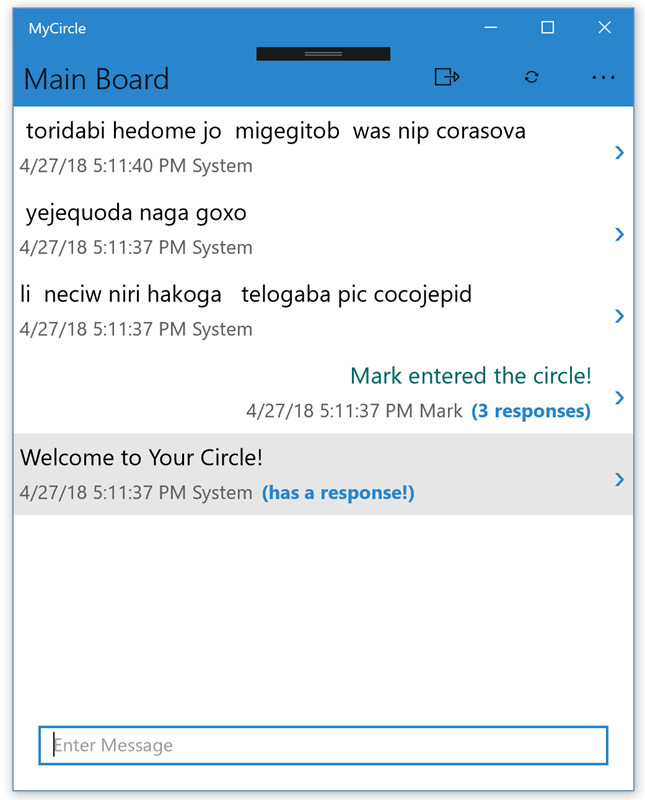 MyCircle
Main Board
toridabi hedome jo  migegitob  was nip corasova
4/27/18 5:11:40 PM System
yejequoda naga goxo
4/27/18 5:11:37 PM System
li  neciw niri hakoga   telogaba pic cocojepid
4/27/18 5:11:37 PM System
Mark entered the circle!
4/27/18 5:11:37 PM Mark (3 responses)
Welcome to Your Circle!
4/27/18 5:11:37 PM System (has a response!)
Enter Message